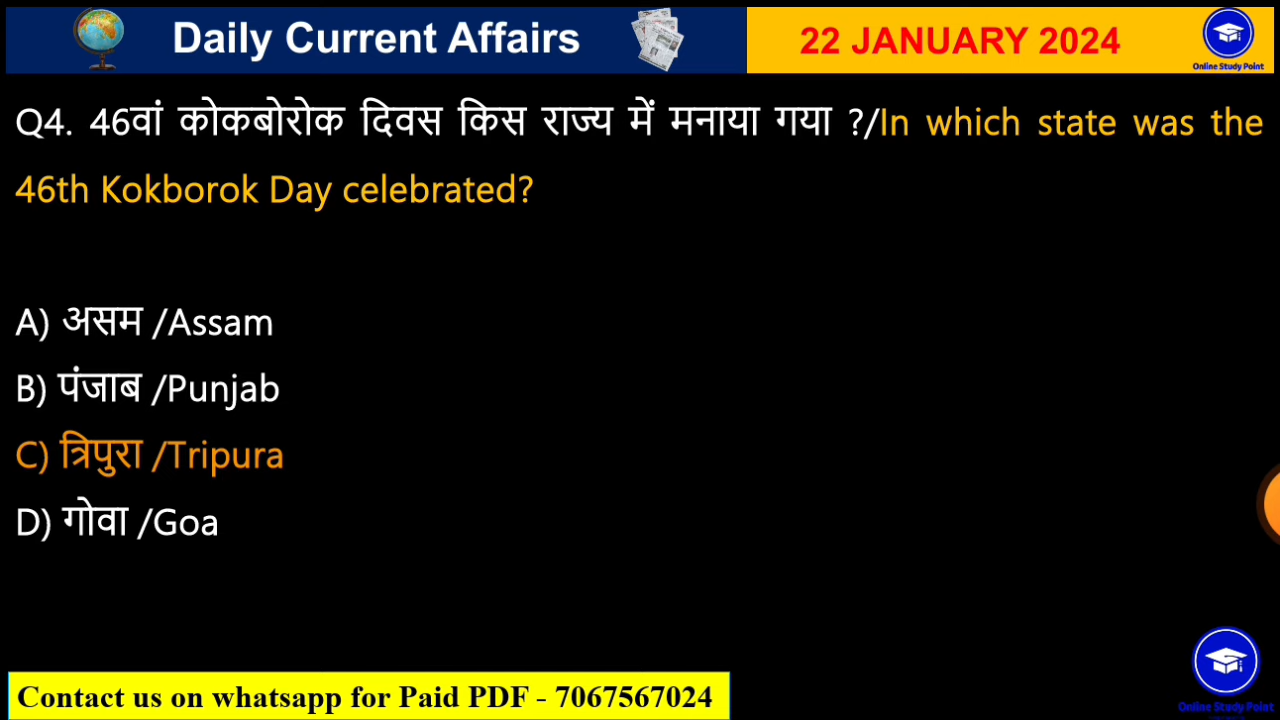 Daily Current Affairs
22 JANUARY 2024
Online Study Point
Q4. 46वां कोकबोरोक दिवस किस राज्य में मनाया गया ?/In which state was the
46th Kokborok Day celebrated?
A) असम /Assam
B) पंजाब /Punjab
C) त्रिपुरा /Tripura
D) गोवा /Goa
Contact us on whatsapp for Paid PDF - 7067567024
Online Study Point